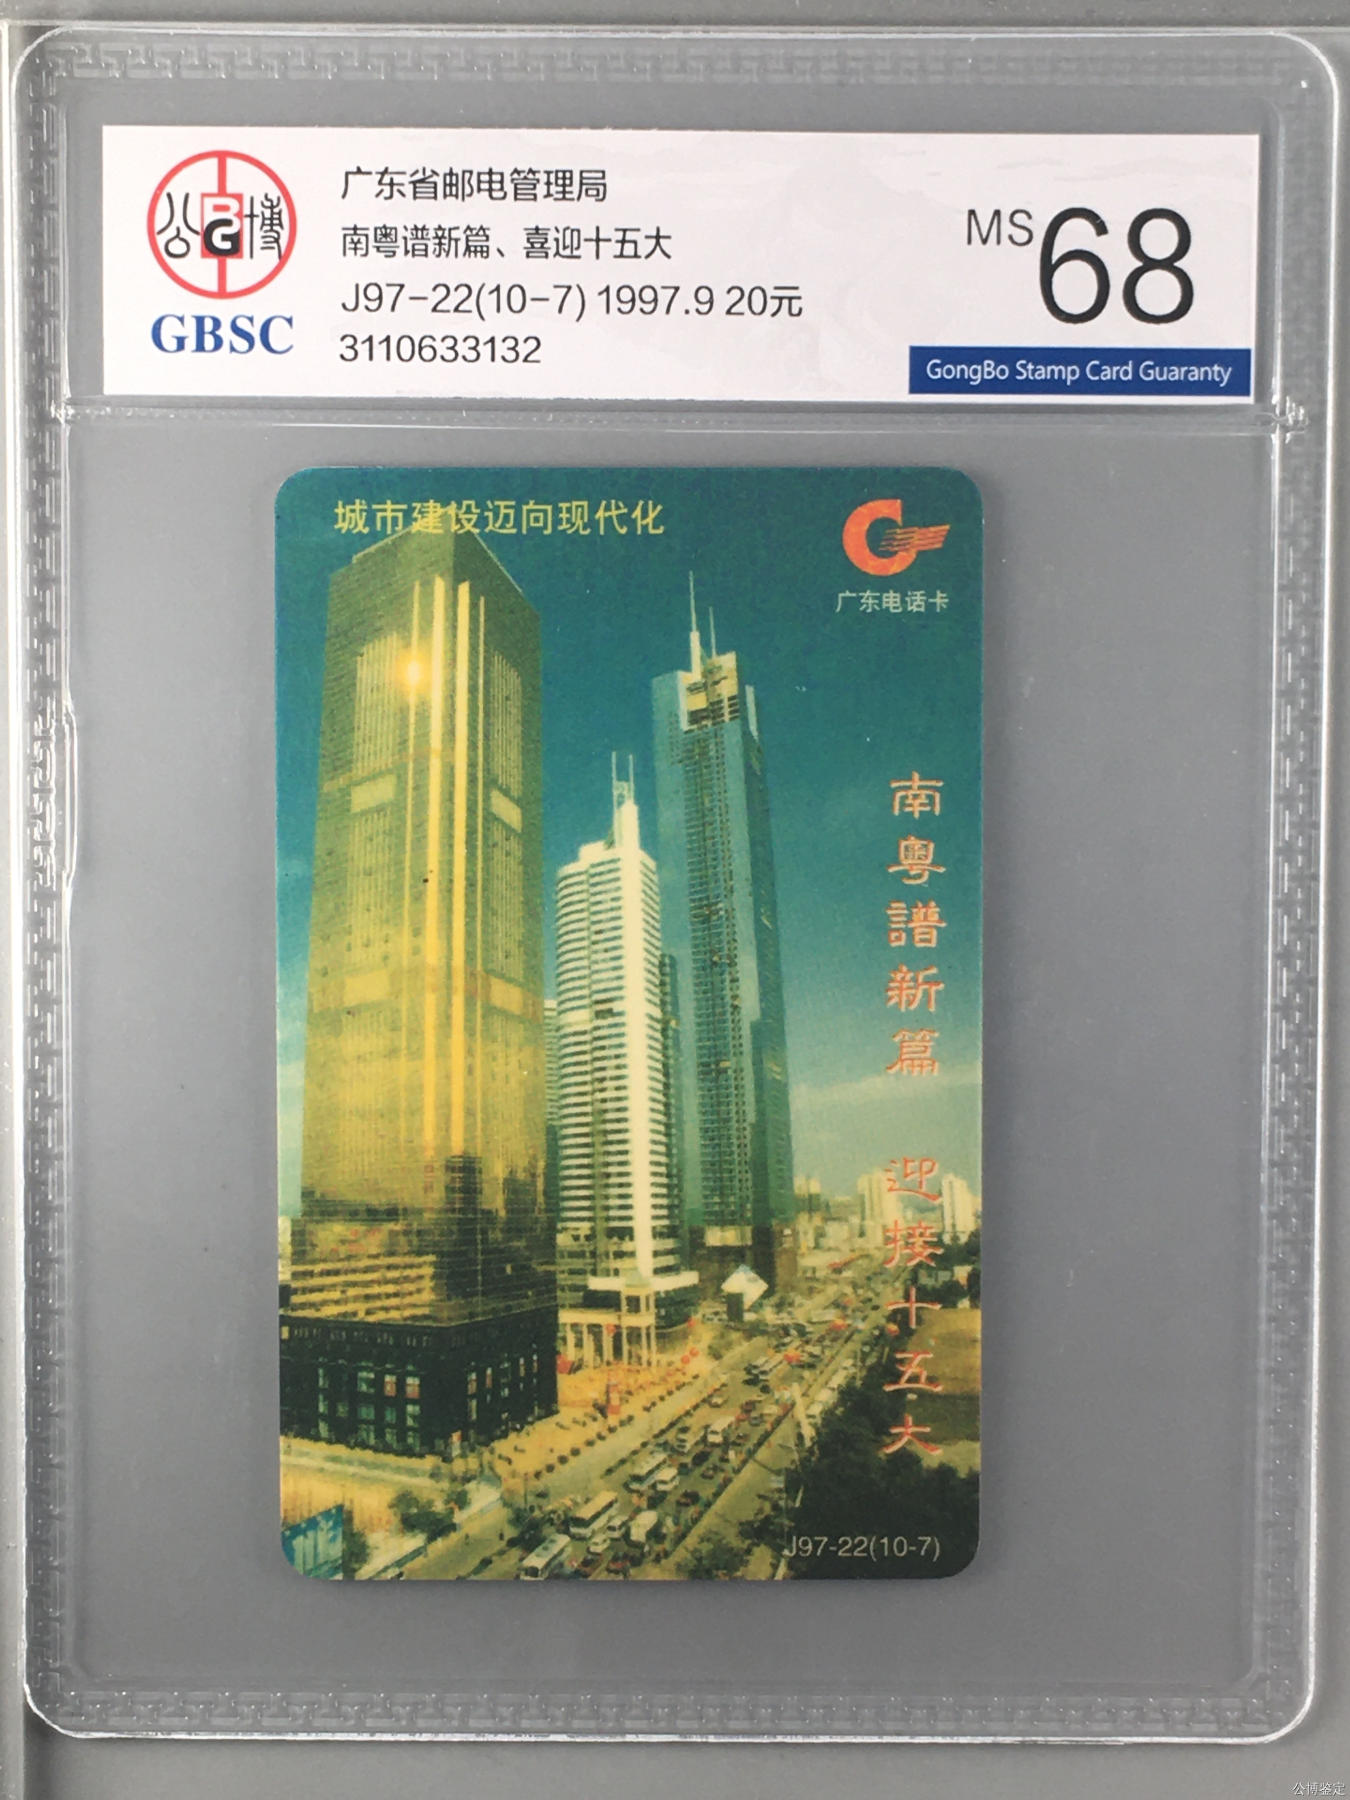 公博
BG
GBSC
广东省邮电管理局
南粤谱新篇、喜迎十五大
J97-22(10-7) 1997.9 20元
3110633132
MS 68
GongBo Stamp Card Guaranty
城市建设迈向现代化
广东电话卡
南粤譜新篇 迎接十五大
J97-22(10-7)
公博鉴定